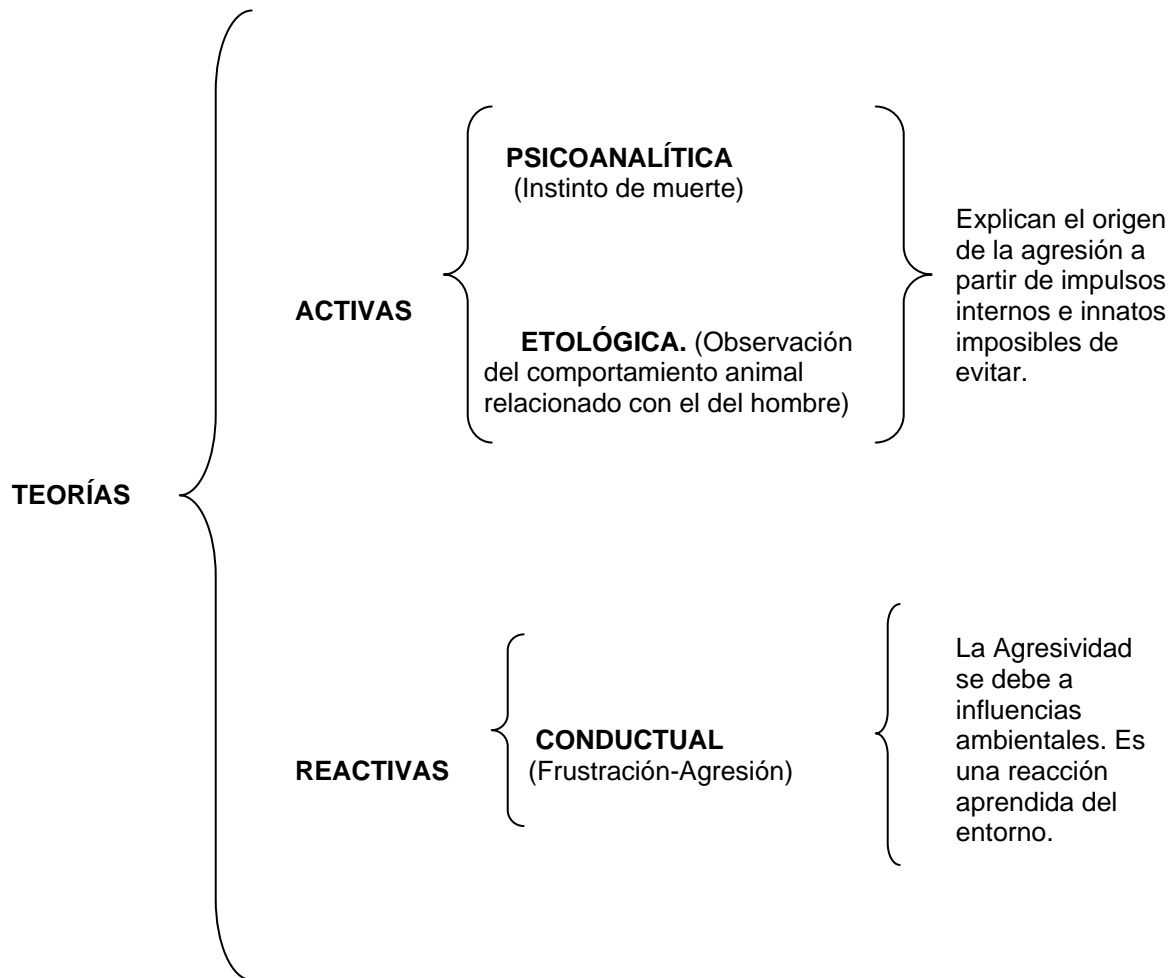 TEORÍAS
ACTIVAS
PSICOANALÍTICA
(Instinto de muerte)
ETOLÓGICA. (Observación
del comportamiento animal
relacionado con el del hombre)
Explican el origen
de la agresión a
partir de impulsos
internos e innatos
imposibles de
evitar.
REACTIVAS
CONDUCTUAL
(Frustración-Agresión)
La Agresividad
se debe a
influencias
ambientales. Es
una reacción
aprendida del
entorno.